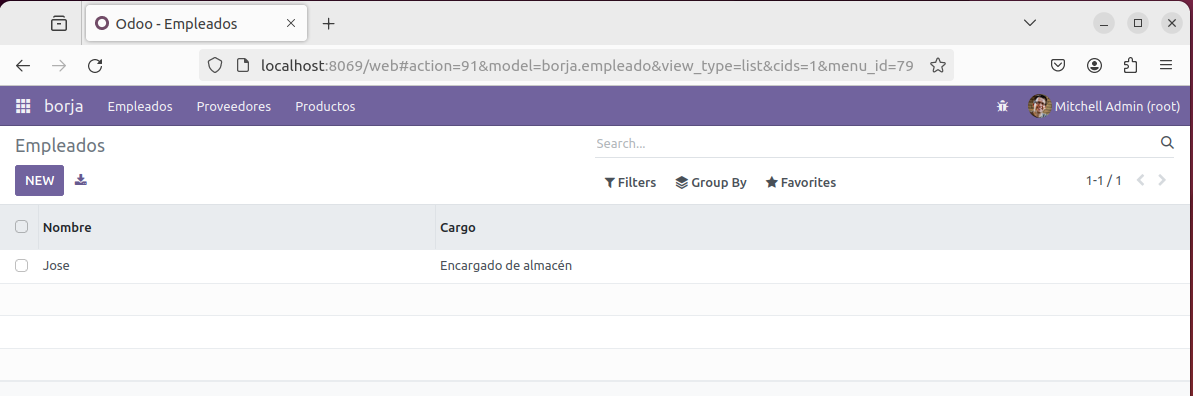 Odoo - Empleados
localhost:8069/web#action=91&model=borja.empleado&view_type=list&cids=1&menu_id=79
borja Empleados Proveedores Productos Mitchell Admin (root)
Empleados Search...
NEW Filters Group By Favorites 1-1 / 1
Nombre Cargo
Jose Encargado de almacén